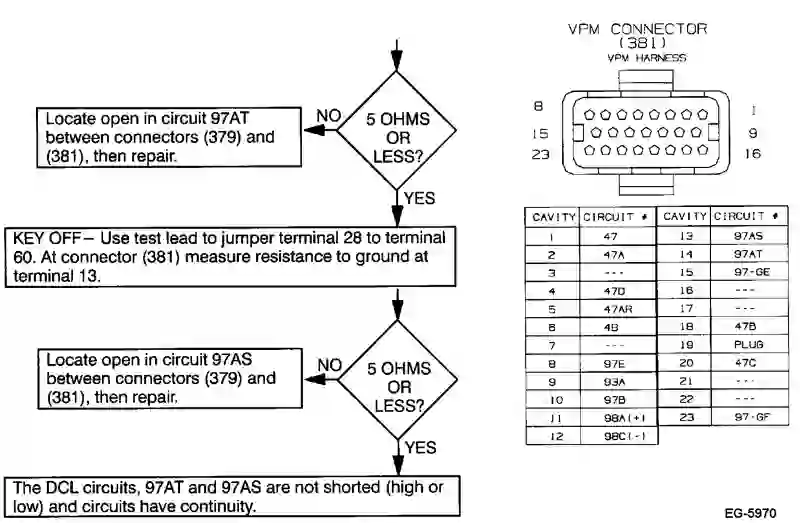 5 OHMS
OR
LESS?
NO
Locate open in circuit 97AT
between connectors (379) and
(381), then repair.
YES
KEY OFF– Use test lead to jumper terminal 28 to terminal
60. At connector (381) measure resistance to ground at
terminal 13.
5 OHMS
OR
LESS?
NO
Locate open in circuit 97AS
between connectors (379) and
(381), then repair.
YES
The DCL circuits, 97AT and 97AS are not shorted (high or
low) and circuits have continuity.
VPM CONNECTOR
(381)
VPM HARNESS
8 1
15 9
23 16
CAVITY CIRCUIT # CAVITY CIRCUIT #
1 47 13 97AS
2 47A 14 97AT
3 --- 15 97-GE
4 47D 16 ---
5 47AR 17 ---
6 4B 18 47B
7 --- 19 PLUG
8 97E 20 47C
9 93A 21 ---
10 97B 22 ---
11 98A(+) 23 97-GF
12 98C(-)
EG-5970